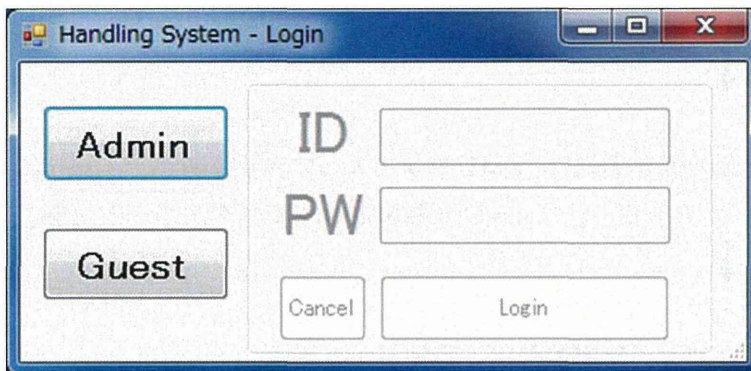 Handling System - Login
Admin
Guest
ID
PW
Cancel
Login